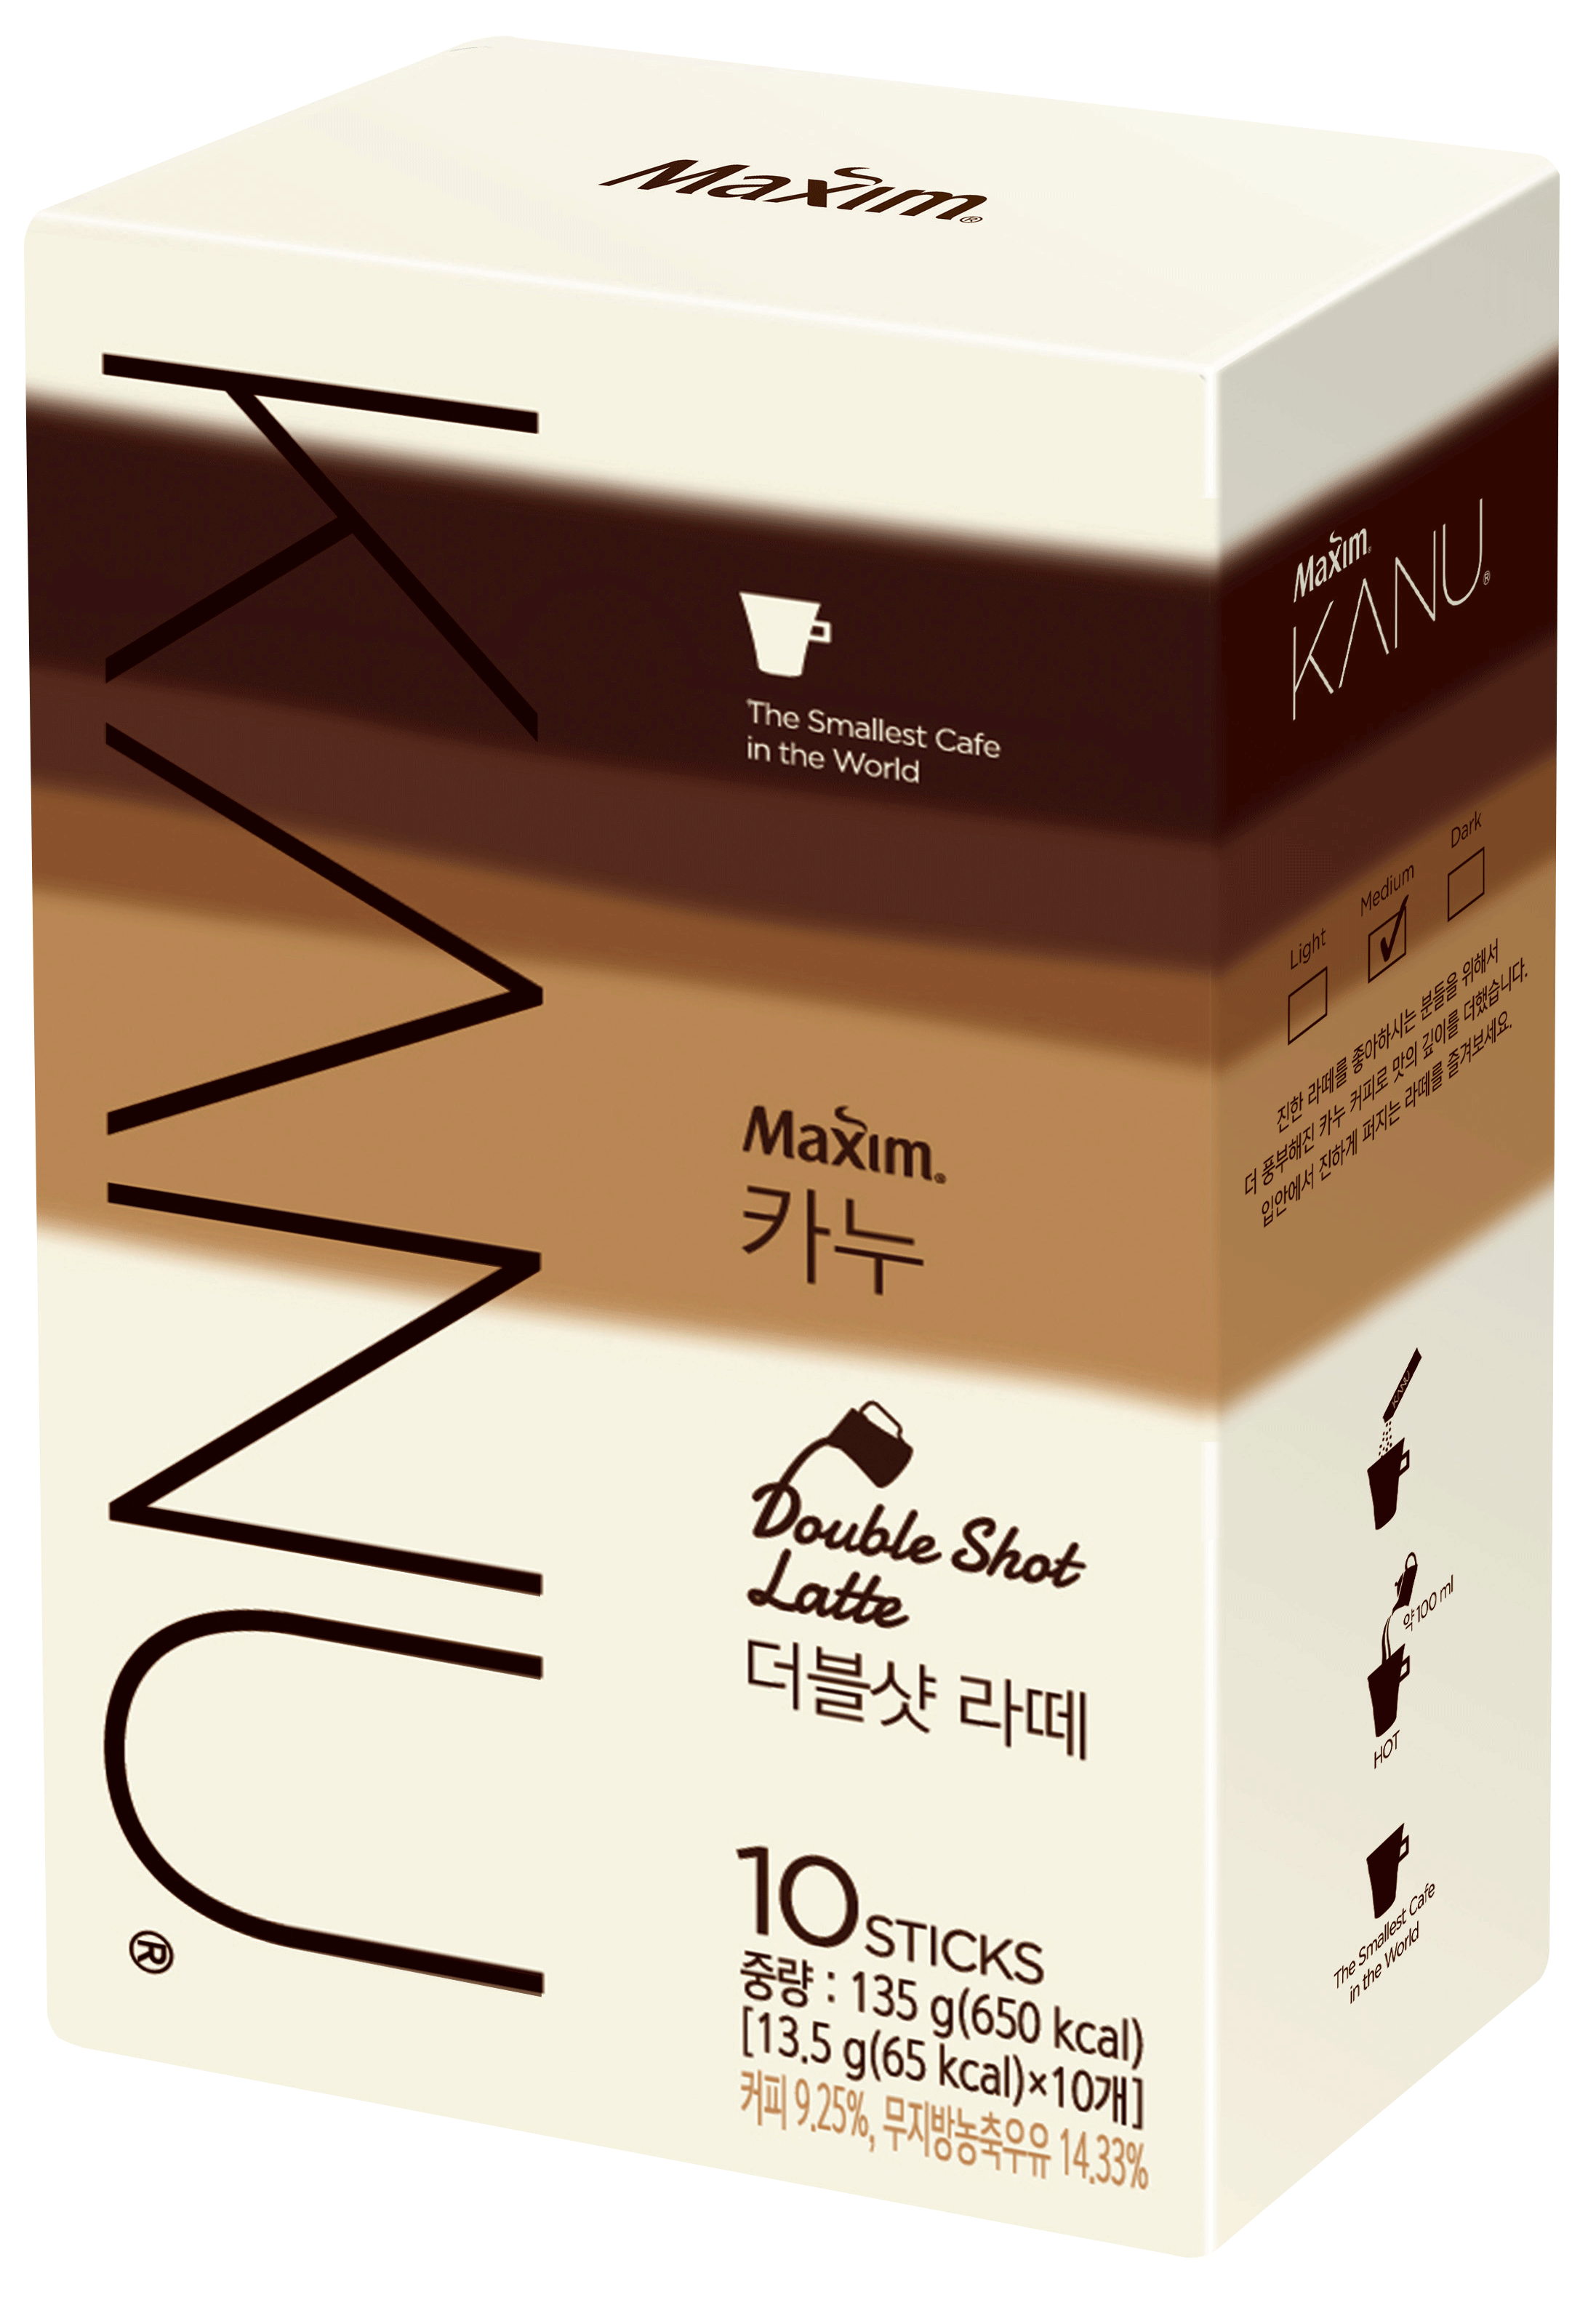 Maxim®
KANU®
The Smallest Cafe
in the World
Maxim®
카누
Double Shot
Latte
더블샷 라떼
10 STICKS
중량 : 135 g(650 kcal)
[13.5 g(65 kcal)×10개]
커피 9.25%, 무지방농축우유 14.33%
Maxim®
KANU®
Light
Medium
Dark
진한 라떼를 좋아하시는 분들을 위해서
더 풍부해진 카누 커피로 맛의 깊이를 더했습니다.
입안에서 진하게 퍼지는 라떼를 즐겨보세요.
KANU
약 100 ml
HOT
The Smallest Cafe
in the World